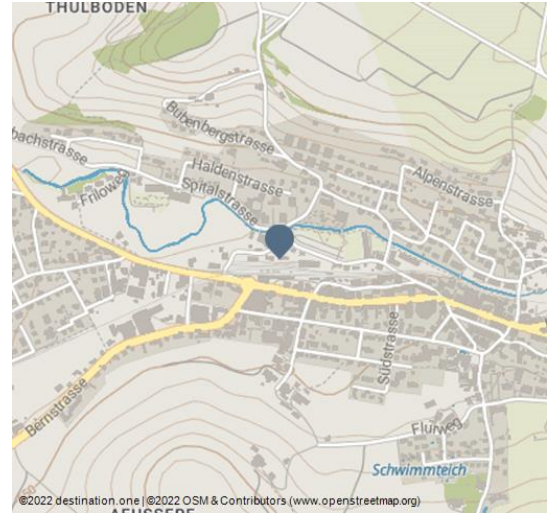 THULBODEN
Bubenbergstrasse
bachstrasse
Haldenstrasse
Alpenstrasse
Friloweg
Spitalstrasse
Südstrasse
Bernstrasse
Flurweg
Schwimmteich
©2022 destination.one | ©2022 OSM & Contributors (www.openstreetmap.org)